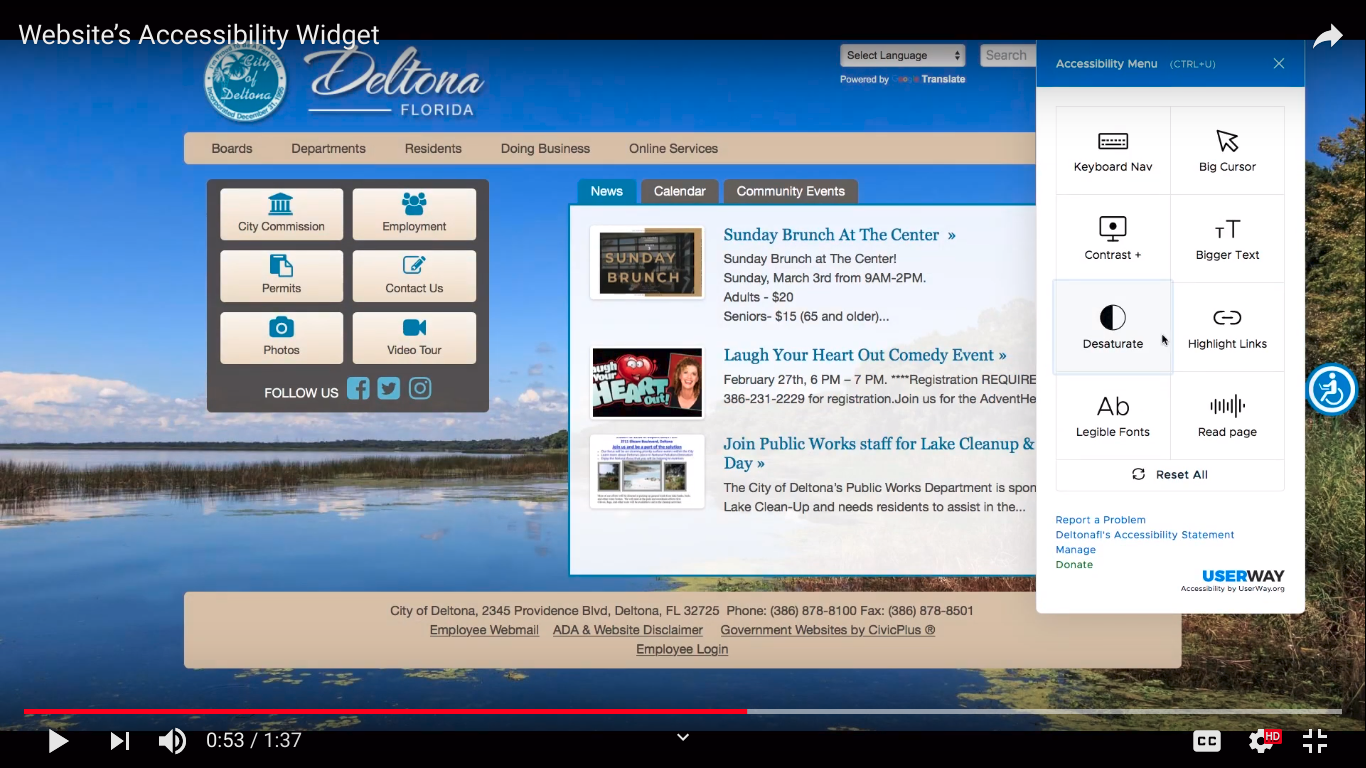 Website's Accessibility Widget
City of Deltona
Deltona
FLORIDA
Select Language
Search
Powered by Google Translate
Boards
Departments
Residents
Doing Business
Online Services
City Commission
Employment
Permits
Contact Us
Photos
Video Tour
FOLLOW US
News
Calendar
Community Events
SUNDAY
BRUNCH
Sunday Brunch At The Center »
Sunday Brunch at The Center!
Sunday, March 3rd from 9AM-2PM.
Adults - $20
Seniors- $15 (65 and older)...
Laugh Your Heart Out Comedy Event »
February 27th, 6 PM – 7 PM. ****Registration REQUIRE
386-231-2229 for registration.Join us for the AdventHe
Join Public Works staff for Lake Cleanup &
Day »
The City of Deltona's Public Works Department is spon
Lake Clean-Up and needs residents to assist in the...
City of Deltona, 2345 Providence Blvd, Deltona, FL 32725 Phone: (386) 878-8100 Fax: (386) 878-8501
Employee Webmail ADA & Website Disclaimer Government Websites by CivicPlus ®
Employee Login
Accessibility Menu (CTRL+U)
Keyboard Nav
Big Cursor
Contrast +
Bigger Text
Desaturate
Highlight Links
Ab
Legible Fonts
Read page
Reset All
Report a Problem
Deltonafl's Accessibility Statement
Manage
Donate
USERWAY
Accessibility by UserWay.org
0:53 / 1:37
CC
HD